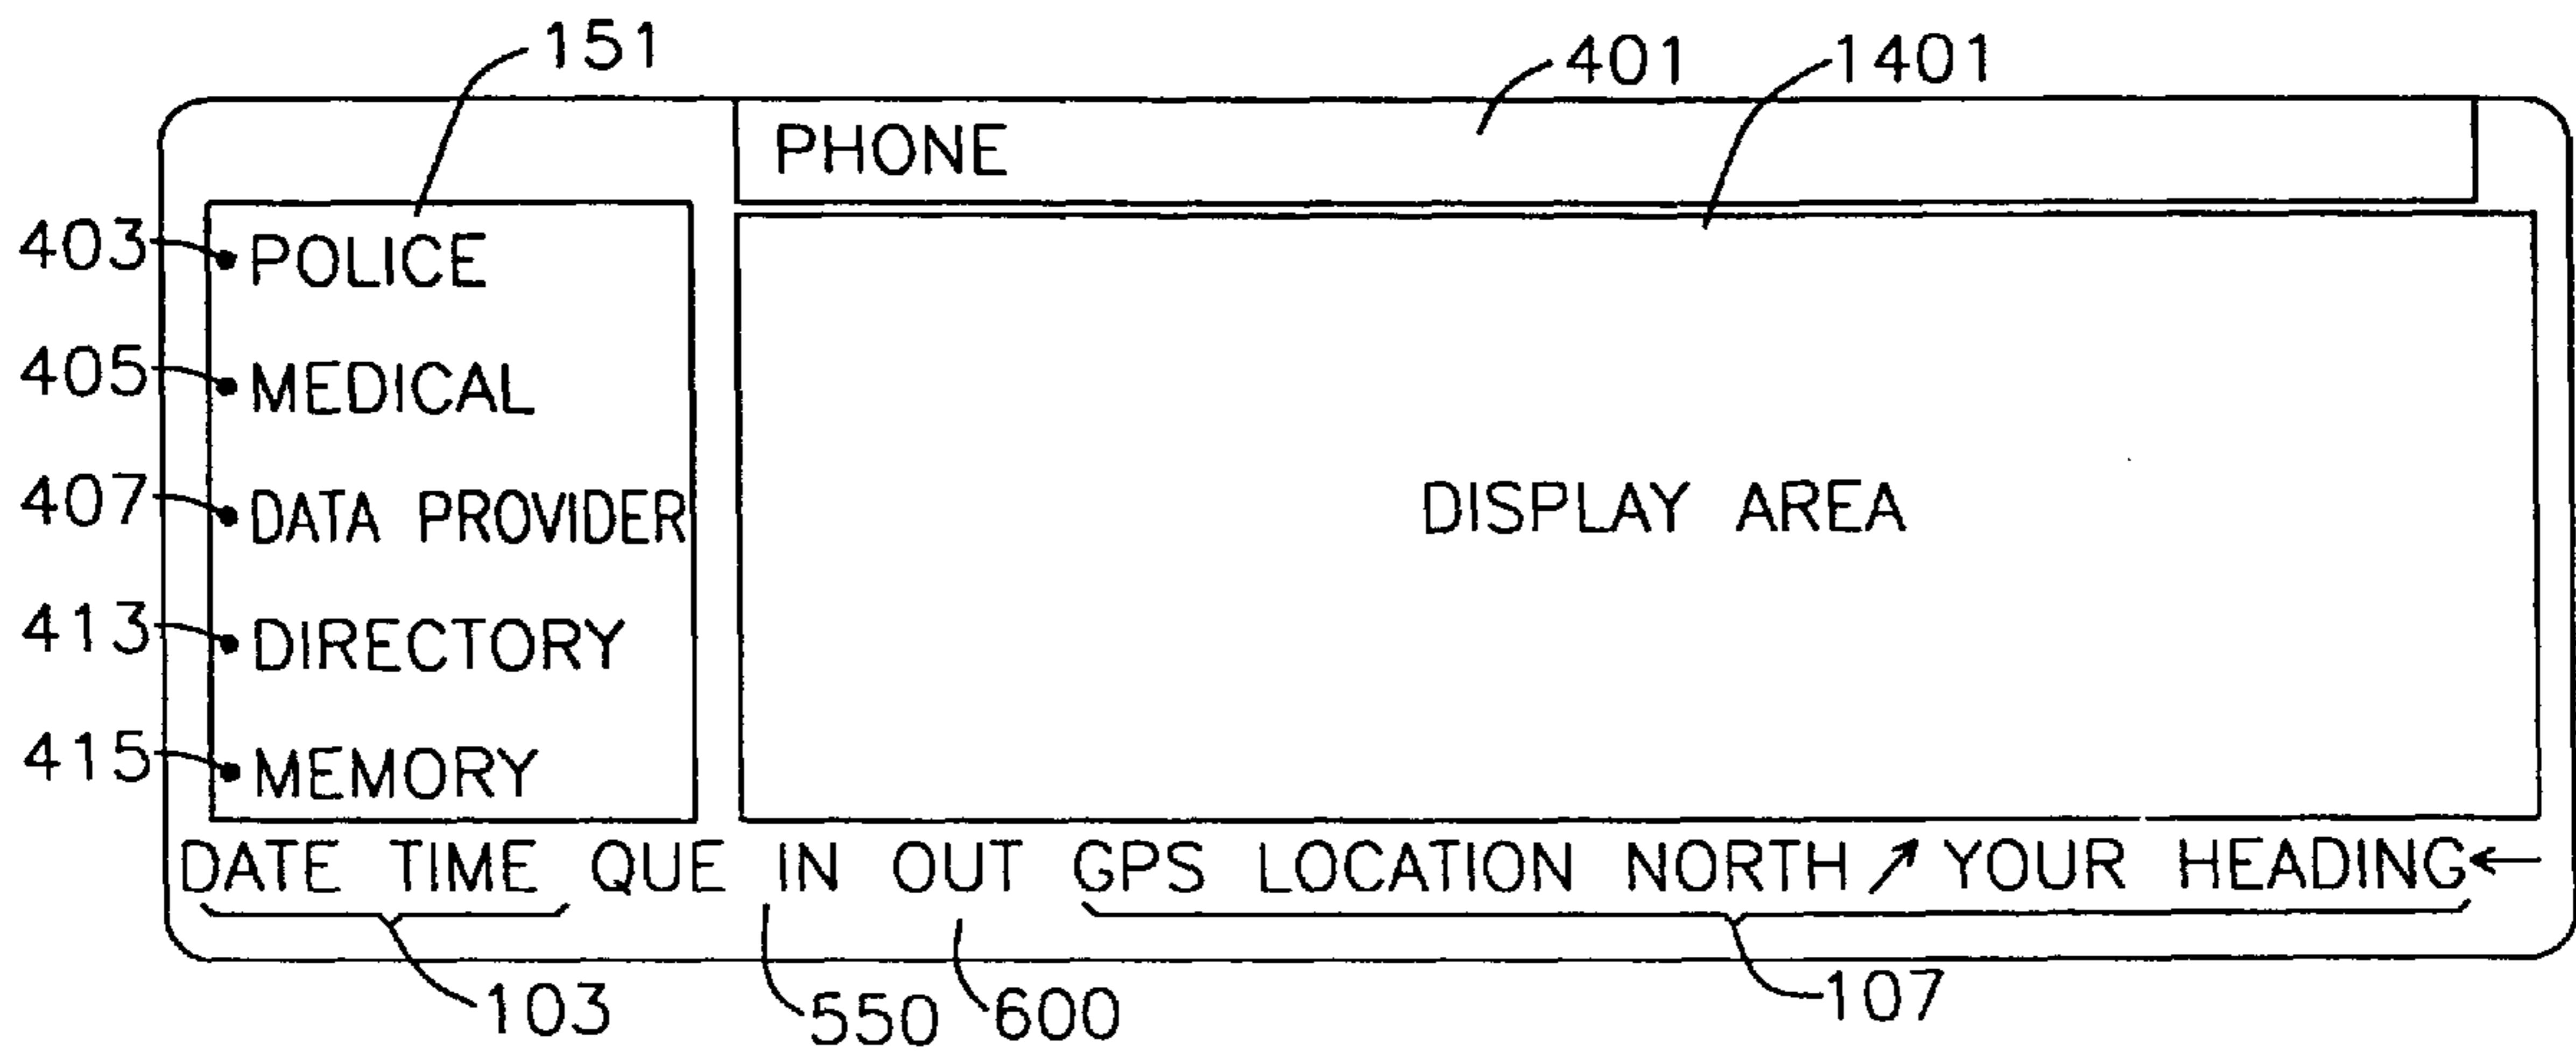 151
401
1401
PHONE
403 POLICE
405 MEDICAL
407 DATA PROVIDER
DISPLAY AREA
413 DIRECTORY
415 MEMORY
DATE TIME QUE IN OUT GPS LOCATION NORTH ↗ YOUR HEADING ←
103
550
600
107